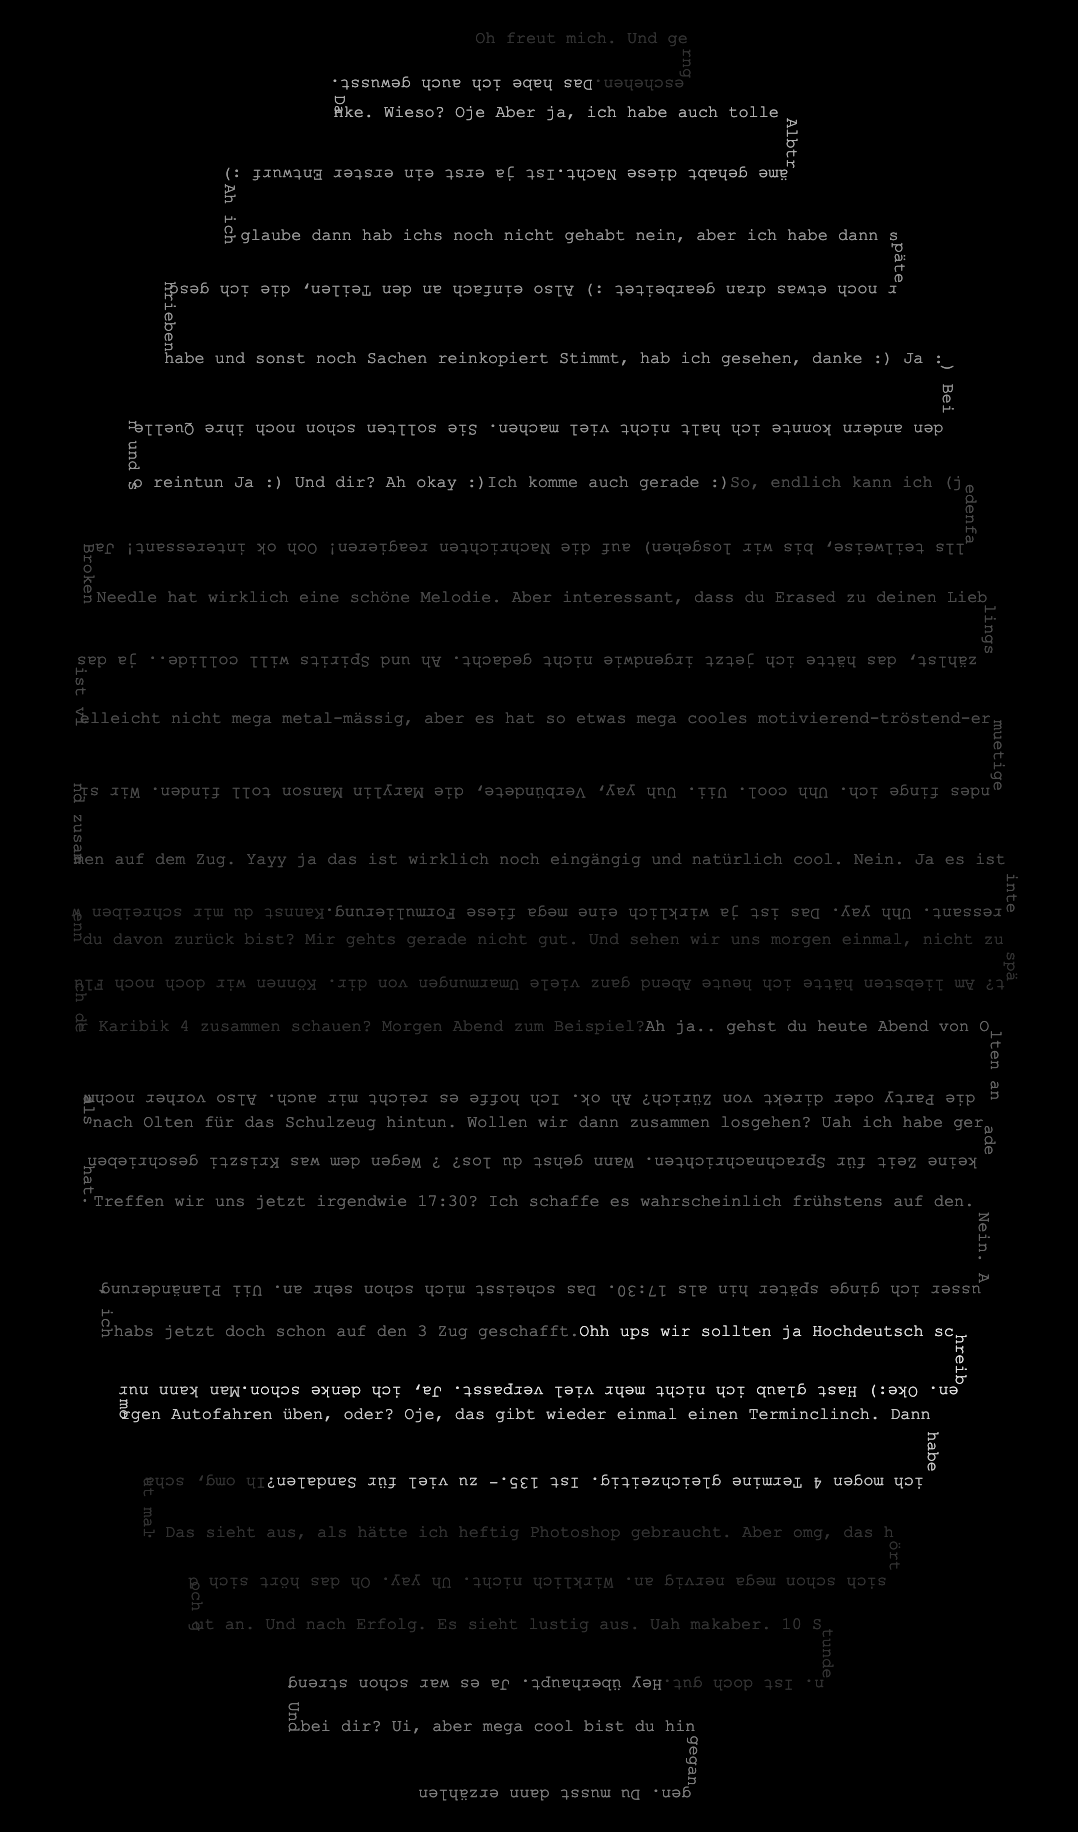 Oh freut mich. Und ge
rng
eschehen.Das habe ich auch gewusst.
Da
nke. Wieso? Oje Aber ja, ich habe auch tolle
Albtr
äme gehabt diese Nacht.Ist ja erst ein erster Entwurf :)
Ah ich
glaube dann hab ichs noch nicht gehabt nein, aber ich habe dann s
päte
r noch etwas dran gearbeitet :) Also einfach an den Teilen, die ich gesc
hrieben
habe und sonst noch Sachen reinkopiert Stimmt, hab ich gesehen, danke :) Ja :
) Bei
den andern konnte ich halt nicht viel machen. Sie sollten schon noch ihre Quelle
n und s
o reintun Ja :) Und dir? Ah okay :)Ich komme auch gerade :)So, endlich kann ich (j
edenfa
lls teilweise, bis wir losgehen) auf die Nachrichten reagieren! Ooh ok interessant! Ja
Broken
Needle hat wirklich eine schöne Melodie. Aber interessant, dass du Erased zu deinen Lieb
lings
zählst, das hätte ich jetzt irgendwie nicht gedacht. Ah und Spirits will collide.. ja das
ist vi
elleicht nicht mega metal-mässig, aber es hat so etwas mega cooles motivierend-tröstend-er
muetige
ndes finge ich. Uhh cool. Uii. Uuh yay, Verbündete, die Marylin Manson toll finden. Wir si
nd zusam
men auf dem Zug. Yayy ja das ist wirklich noch eingängig und natürlich cool. Nein. Ja es ist
inte
ressant. Uhh yay. Das ist ja wirklich eine mega fiese Formulierung.Kannst du mir schreiben w
enn
du davon zurück bist? Mir gehts gerade nicht gut. Und sehen wir uns morgen einmal, nicht zu
spä
t? Am liebsten hätte ich heute Abend ganz viele Umarmungen von dir. Können wir doch noch Flu
ch de
r Karibik 4 zusammen schauen? Morgen Abend zum Beispiel?Ah ja.. gehst du heute Abend von O
lten an
die Party oder direkt von Zürich? Ah ok. Ich hoffe es reicht mir auch. Also vorher nochm
als
nach Olten für das Schulzeug hintun. Wollen wir dann zusammen losgehen? Uah ich habe ger
ade
keine Zeit für Sprachnachrichten. Wann gehst du los? ? Wegen dem was Kriszti geschrieben
hat.
Treffen wir uns jetzt irgendwie 17:30? Ich schaffe es wahrscheinlich frühstens auf den.
Nein. A
usser ich ginge später hin als 17:30. Das scheisst mich schon sehr an. Uii Planänderung
, ich
habs jetzt doch schon auf den 3 Zug geschafft.Ohh ups wir sollten ja Hochdeutsch sc
hreib
en. Oke:) Hast glaub ich nicht mehr viel verpasst. Ja, ich denke schon.Man kann nur
mo
rgen Autofahren üben, oder? Oje, das gibt wieder einmal einen Terminclinch. Dann
habe
ich mogen 4 Termine gleichzeitig. Ist 135.- zu viel für Sandalen?Ih omg, scha
ut mal.
Das sieht aus, als hätte ich heftig Photoshop gebraucht. Aber omg, das h
ört
sich schon mega nervig an. Wirklich nicht. Uh yay. Oh das hört sich d
och g
ut an. Und nach Erfolg. Es sieht lustig aus. Uah makaber. 10 S
tunde
n. Ist doch gut.Hey überhaupt. Ja es war schon streng
Und
bei dir? Ui, aber mega cool bist du hin
gegan
gen. Du musst dann erzählen